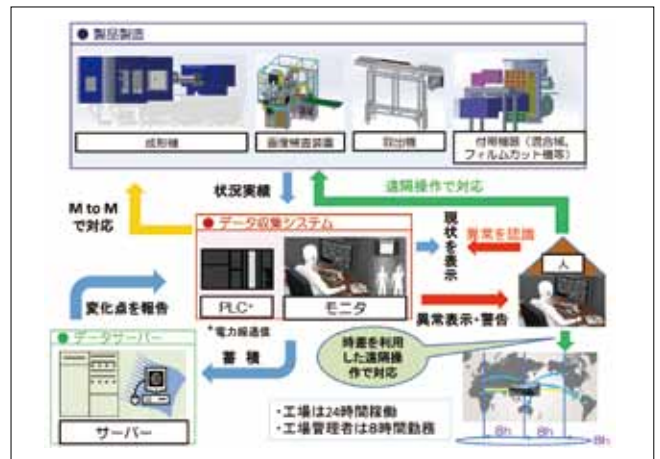 ● 製品製造
成形機
画像検査装置
取出機
付帯機器（混合機、
フィルムカット機等）
状況実績
遠隔操作で対応
M to M
で対応
● データ収集システム
現状を表示
異常を認識
人
PLC*
モニタ
変化点を報告
異常表示・警告
*電力線通信
● データサーバー
蓄積
時差を利用
した遠隔操
作で対応
サーバー
・工場は24時間稼働
・工場管理者は8時間勤務
8h
8h
8h